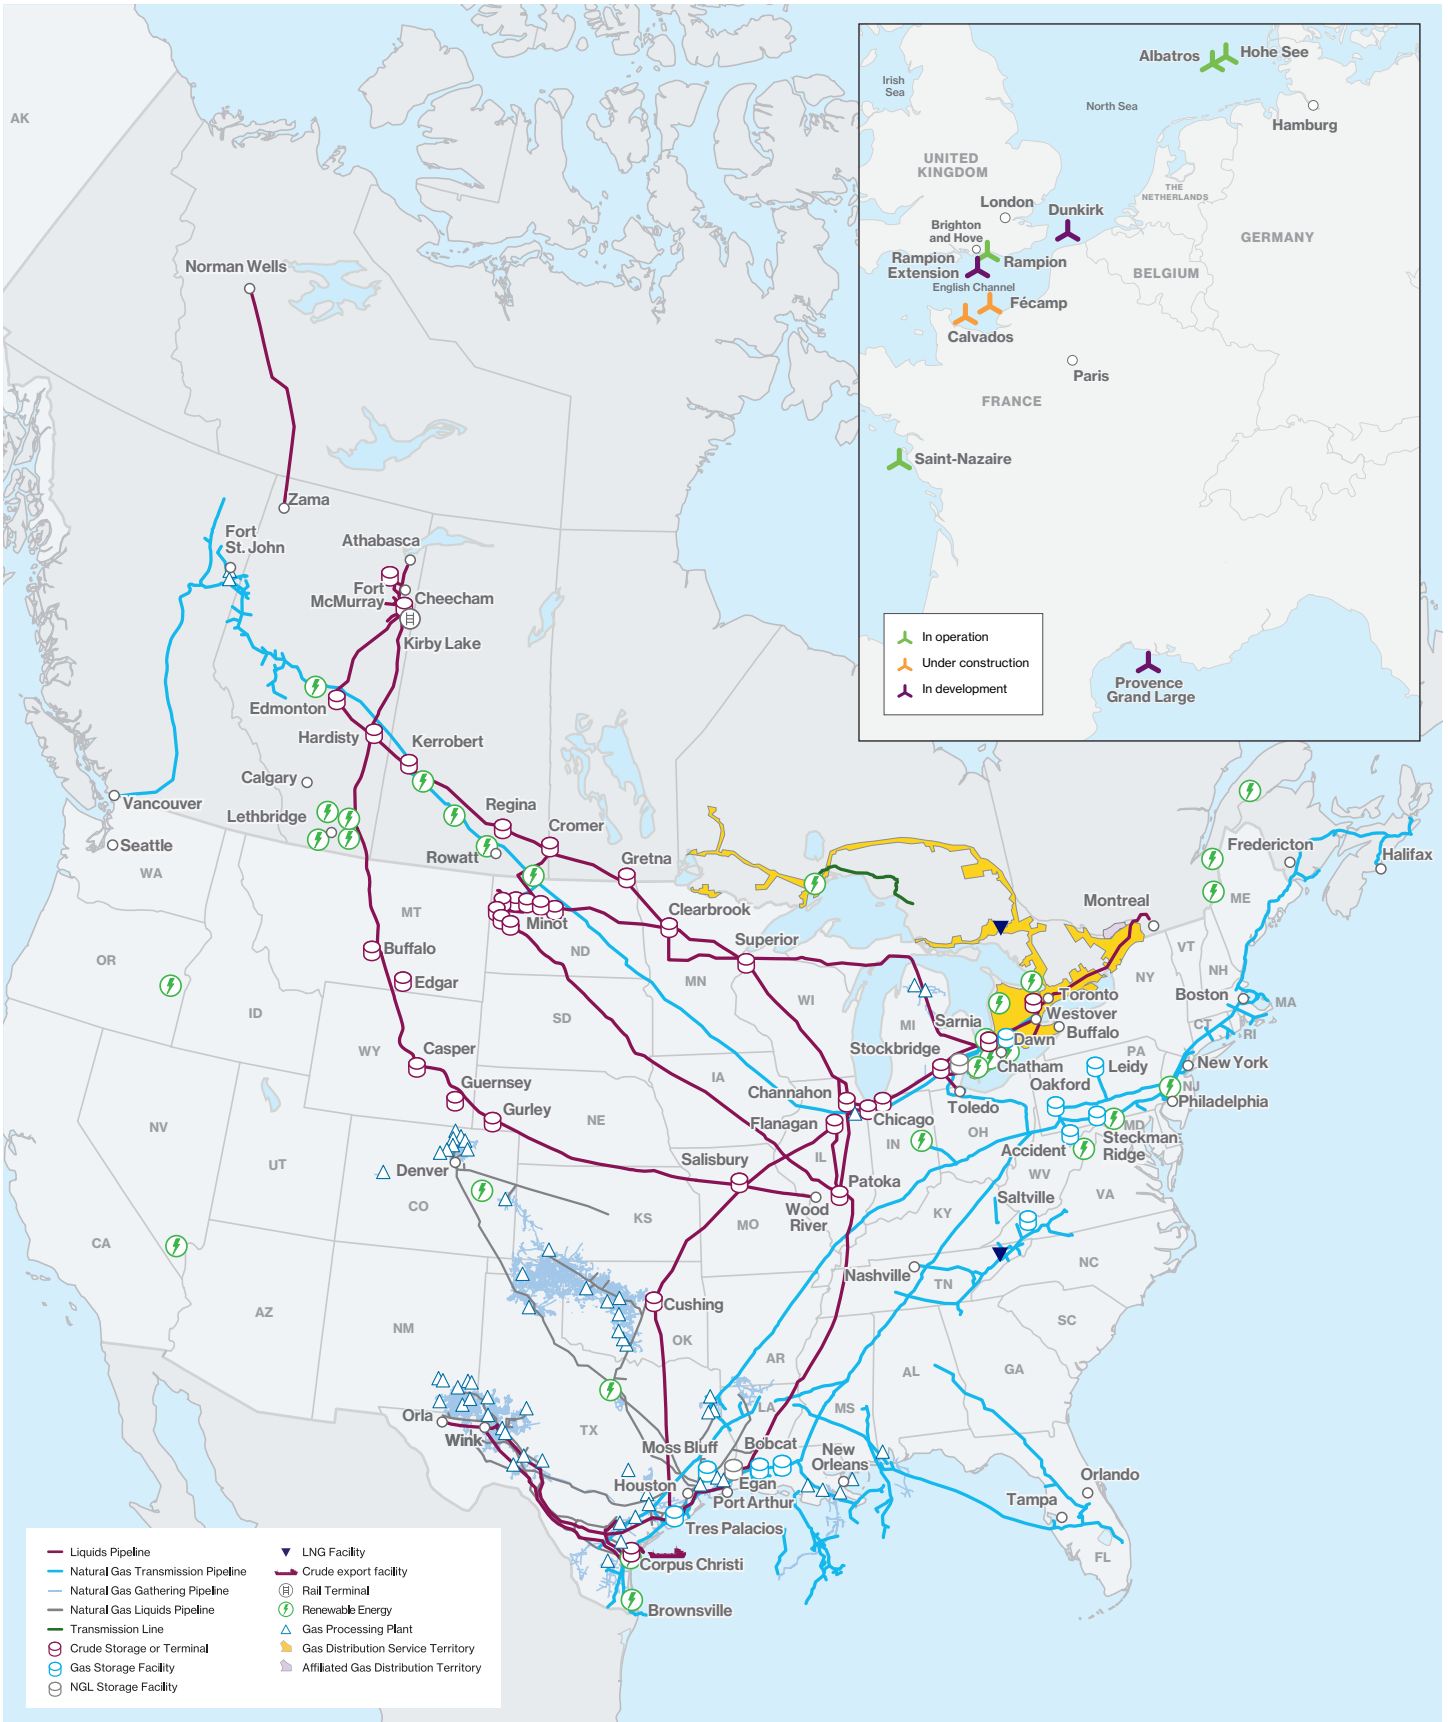 AK
Norman Wells
Zama
Fort
St. John
Athabasca
Fort
McMurray
Cheecham
Kirby Lake
Edmonton
Hardisty
Kerrobert
Calgary
Vancouver
Lethbridge
Regina
Cromer
Seattle
Rowatt
Gretna
WA
MT
Minot
Clearbrook
Superior
Montreal
Fredericton
Halifax
ME
OR
Buffalo
Edgar
ND
MN
WI
VT
NH
NY
ID
SD
MI
Sarnia
Toronto
Westover
Buffalo
Boston
MA
CT
RI
WY
Casper
Stockbridge
Dawn
Chatham
PA
Leidy
New York
Guernsey
Gurley
IA
Channahon
Oakford
NJ
NE
Flanagan
Chicago
Toledo
Philadelphia
NV
IN
OH
MD
Accident
Steckman
Ridge
UT
Denver
Salisbury
IL
WV
CO
KS
MO
Wood
River
Patoka
Saltville
VA
KY
CA
Nashville
TN
NC
AZ
NM
Cushing
OK
SC
AR
AL
GA
Orla
Wink
TX
LA
MS
Moss Bluff
Bobcat
New
Orleans
Houston
Egan
Port Arthur
Orlando
Tampa
Tres Palacios
FL
Corpus Christi
Brownsville
Albatros
Hohe See
Irish
Sea
North Sea
Hamburg
UNITED
KINGDOM
THE
NETHERLANDS
London
Dunkirk
Brighton
and Hove
Rampion
Extension
Rampion
GERMANY
BELGIUM
English Channel
Fécamp
Calvados
Paris
FRANCE
Saint-Nazaire
In operation
Under construction
In development
Provence
Grand Large
Liquids Pipeline
Natural Gas Transmission Pipeline
Natural Gas Gathering Pipeline
Natural Gas Liquids Pipeline
Transmission Line
Crude Storage or Terminal
Gas Storage Facility
NGL Storage Facility
LNG Facility
Crude export facility
Rail Terminal
Renewable Energy
Gas Processing Plant
Gas Distribution Service Territory
Affiliated Gas Distribution Territory